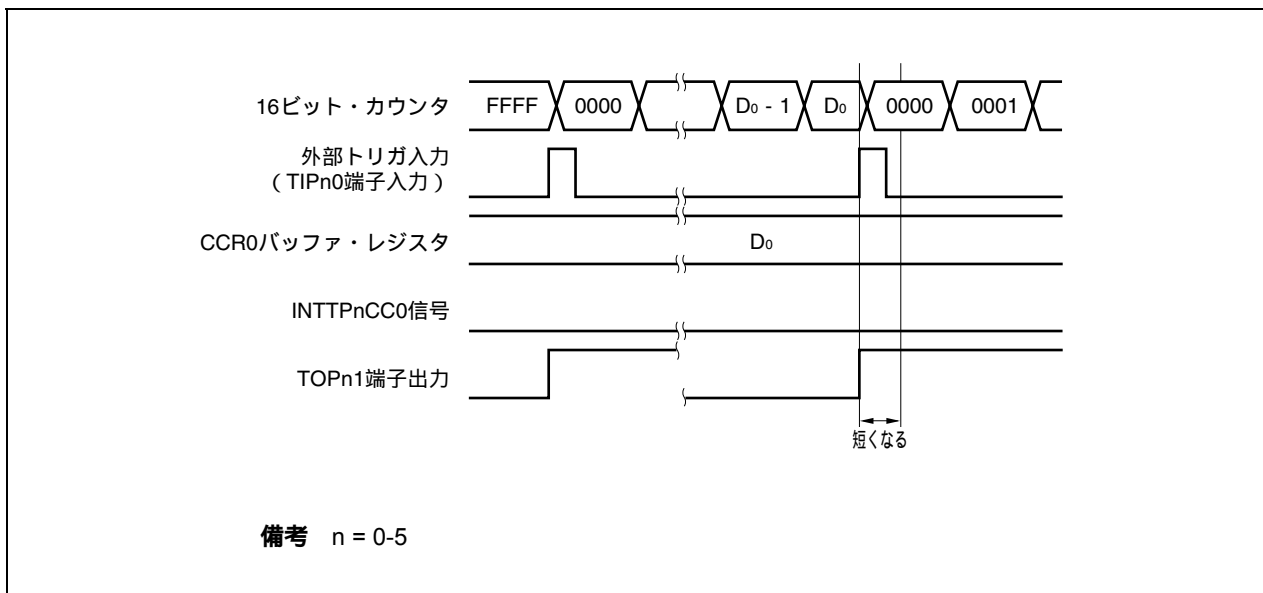 16ビット・カウンタ FFFF 0000 D0 - 1 D0 0000 0001
外部トリガ入力
(TIPn0端子入力)
CCR0バッファ・レジスタ D0
INTTPnCC0信号
TOPn1端子出力
短くなる
備考 n = 0-5